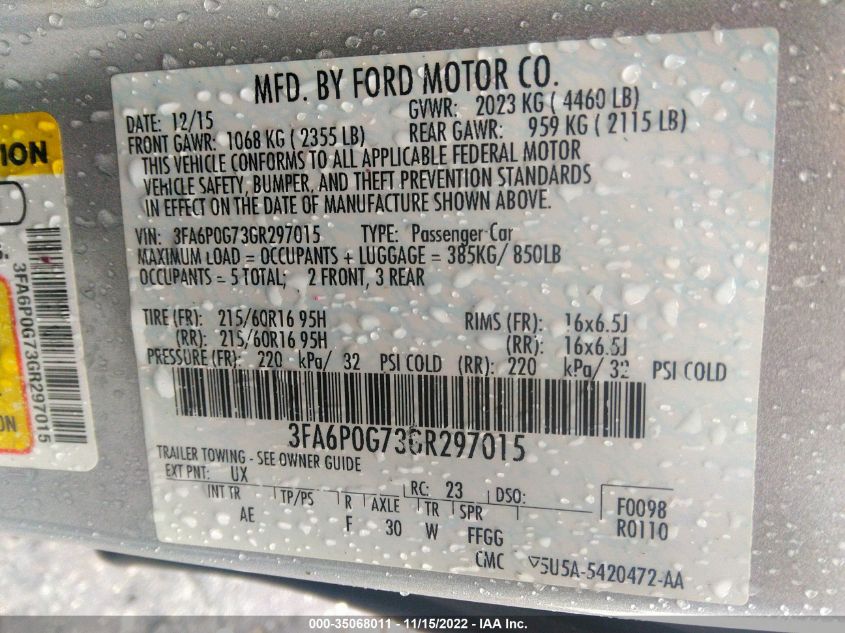 MFD. BY FORD MOTOR CO.
DATE: 12/15 GVWR: 2023 KG ( 4460 LB)
FRONT GAWR: 1068 KG ( 2355 LB) REAR GAWR: 959 KG ( 2115 LB)
THIS VEHICLE CONFORMS TO ALL APPLICABLE FEDERAL MOTOR
VEHICLE SAFETY, BUMPER, AND THEFT PREVENTION STANDARDS
IN EFFECT ON THE DATE OF MANUFACTURE SHOWN ABOVE.
VIN: 3FA6P0G73GR297015 TYPE: Passenger Car
MAXIMUM LOAD = OCCUPANTS + LUGGAGE = 385KG/ 850LB
OCCUPANTS = 5 TOTAL; 2 FRONT, 3 REAR
TIRE (FR): 215/60R16 95H RIMS (FR): 16x6.5J
(RR): 215/60R16 95H (RR): 16x6.5J
PRESSURE (FR): 220 kPa/ 32 PSI COLD (RR): 220 kPa/ 32 PSI COLD
3FA6P0G73GR297015
TRAILER TOWING - SEE OWNER GUIDE
EXT PNT: UX RC: 23 DSO:
INT TR TP/PS R AXLE TR SPR F0098
AE F 30 W FFGG R0110
CMC 5U5A-5420472-AA
3FA6P0G73GR297015
000-35068011 - 11/15/2022 - IAA Inc.